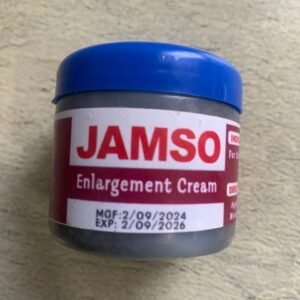 JAMSO
Enlargement Cream
MGF:2/09/2024
EXP: 2/09/2026